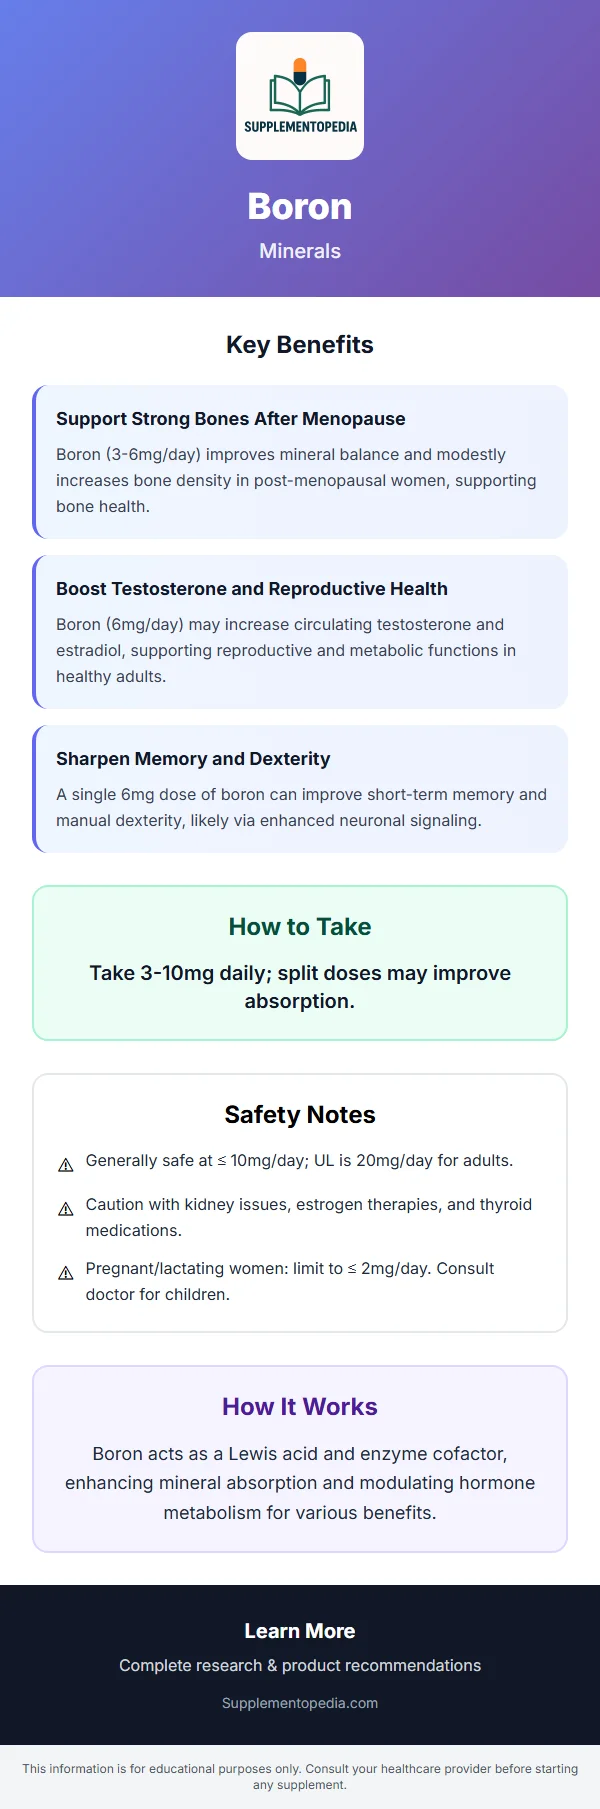 SUPPLEMENTOPEDIA
Boron
Minerals
Key Benefits
Support Strong Bones After Menopause
Boron (3-6mg/day) improves mineral balance and modestly
increases bone density in post-menopausal women, supporting
bone health.
Boost Testosterone and Reproductive Health
Boron (6mg/day) may increase circulating testosterone and
estradiol, supporting reproductive and metabolic functions in
healthy adults.
Sharpen Memory and Dexterity
A single 6mg dose of boron can improve short-term memory and
manual dexterity, likely via enhanced neuronal signaling.
How to Take
Take 3-10mg daily; split doses may improve
absorption.
Safety Notes
⚠ Generally safe at ≤ 10mg/day; UL is 20mg/day for adults.
⚠ Caution with kidney issues, estrogen therapies, and thyroid
medications.
⚠ Pregnant/lactating women: limit to ≤ 2mg/day. Consult
doctor for children.
How It Works
Boron acts as a Lewis acid and enzyme cofactor,
enhancing mineral absorption and modulating hormone
metabolism for various benefits.
Learn More
Complete research & product recommendations
Supplementopedia.com
This information is for educational purposes only. Consult your healthcare provider before starting
any supplement.